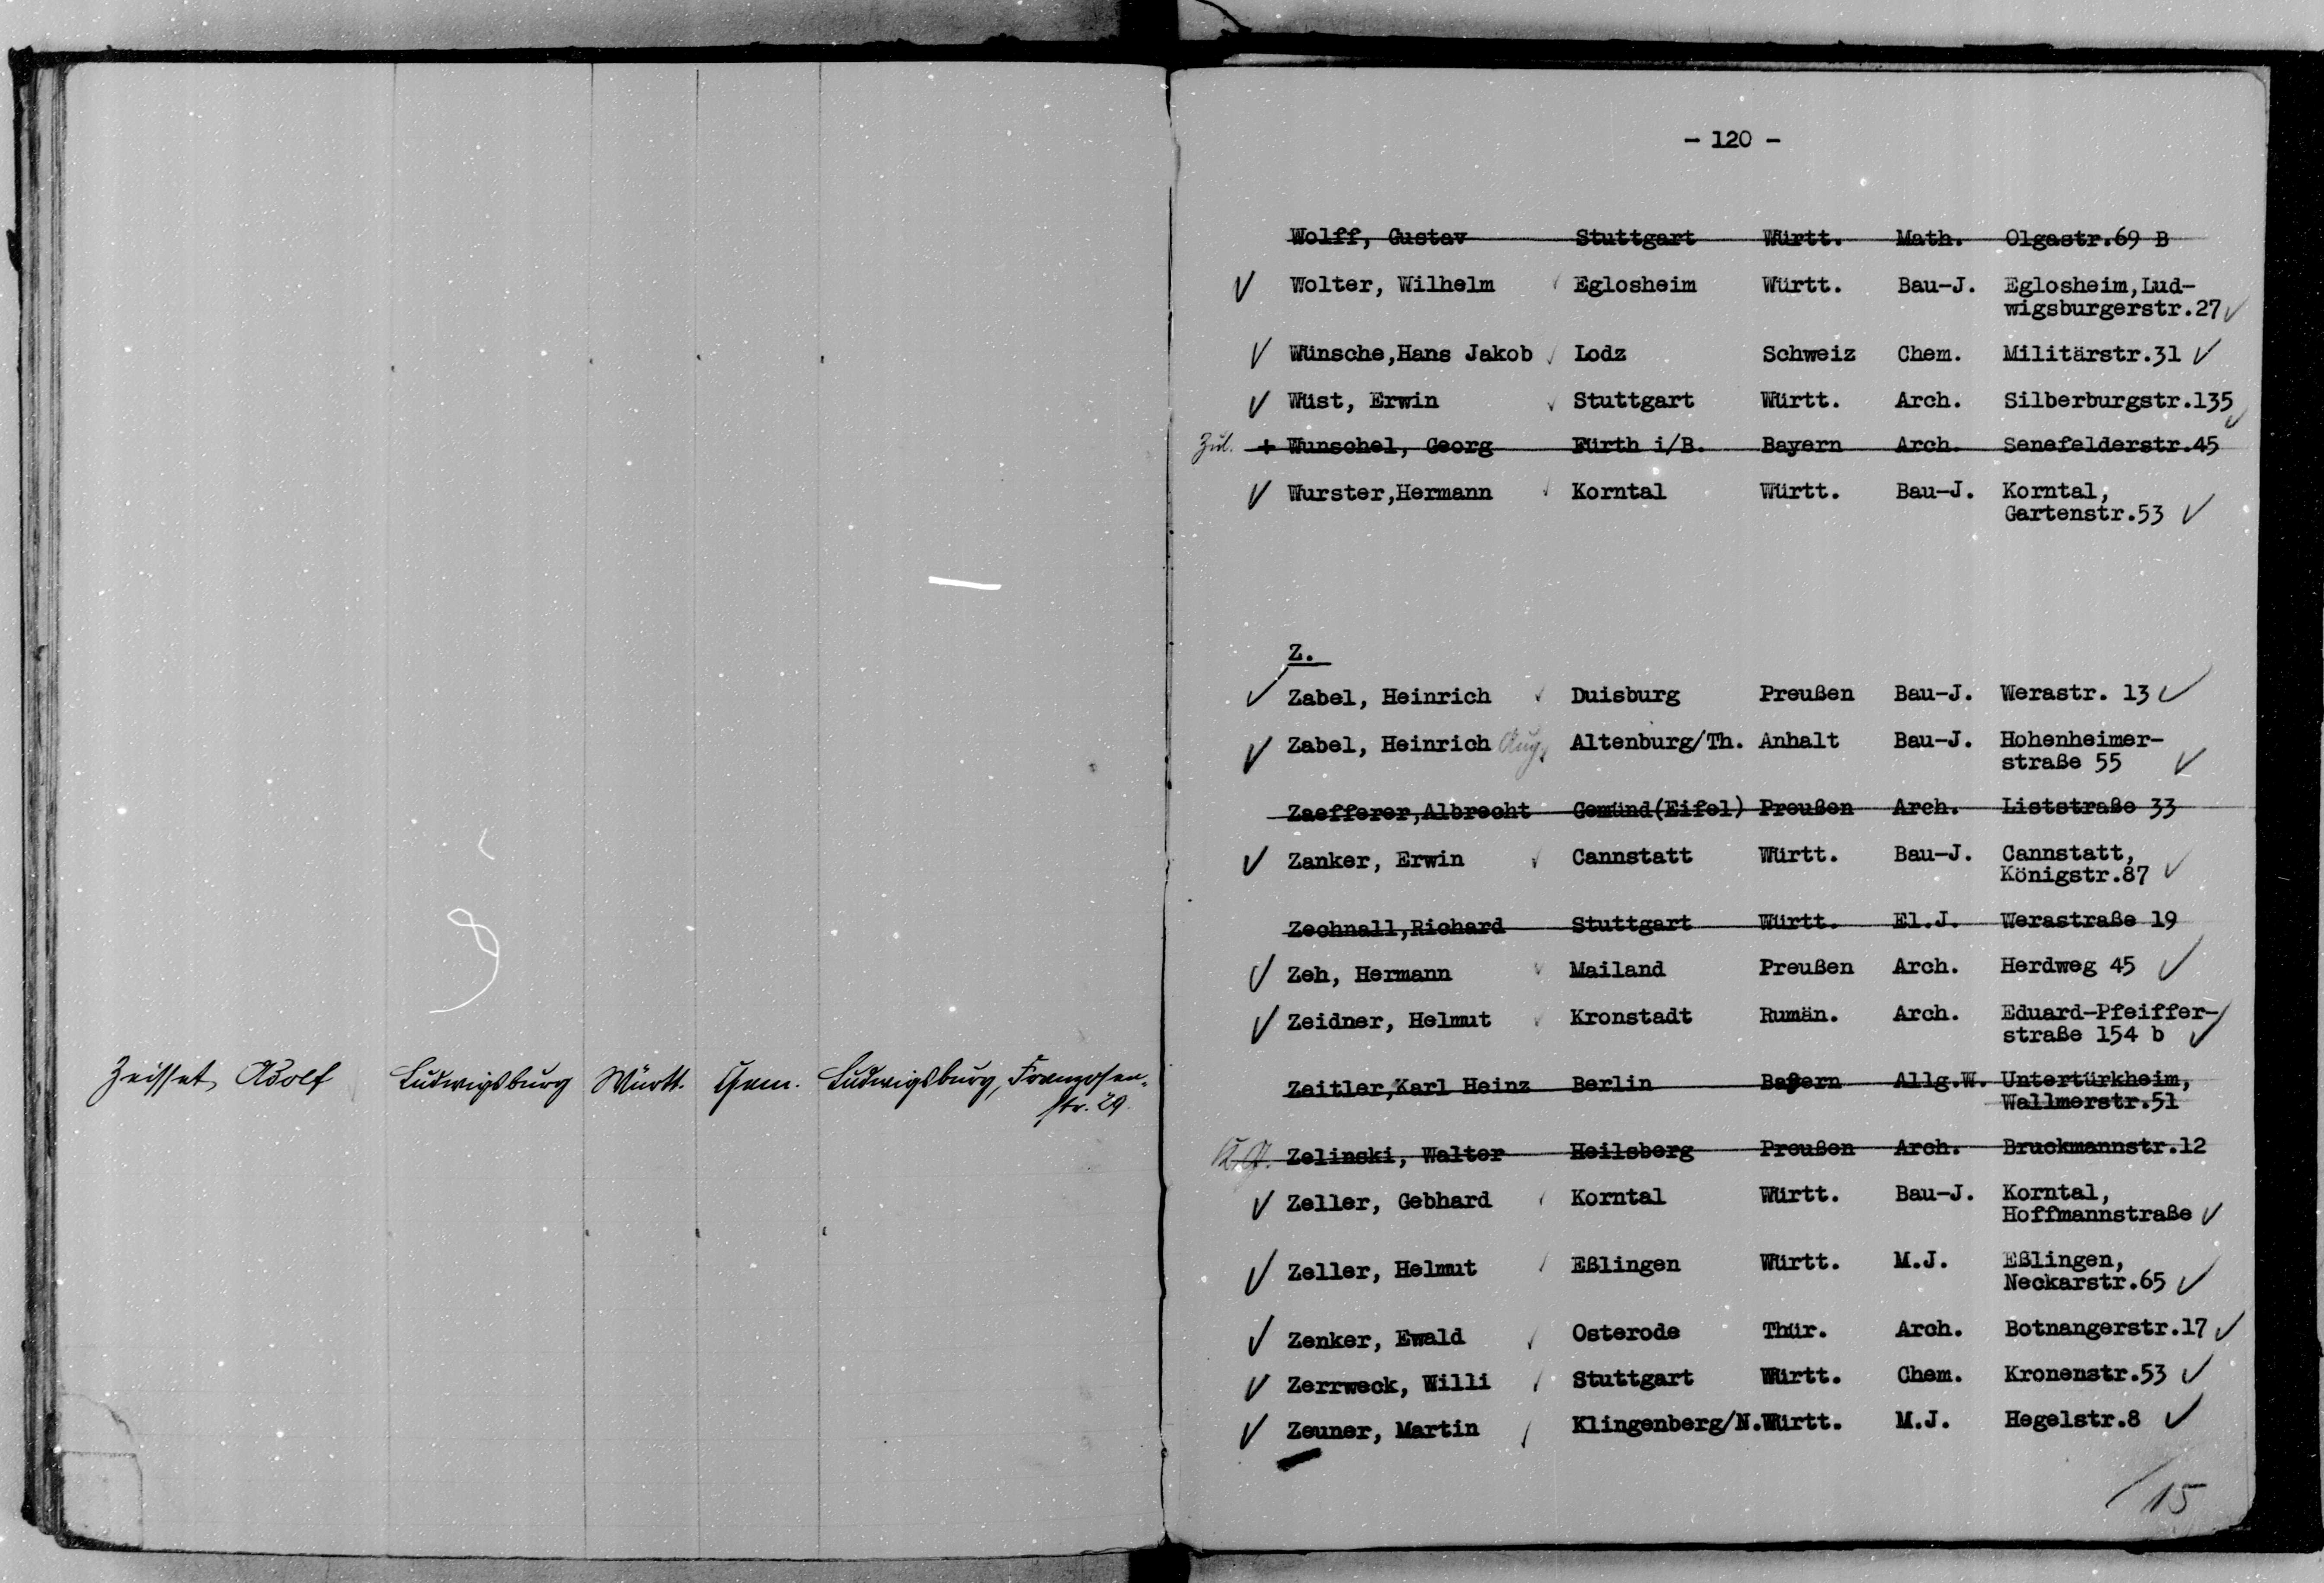 Zeisset, Adolf Ludwigsburg Württ. Chem. Ludwigsburg, Franzosen-
str. 29.
- 120 -
Wolff, Gustav Stuttgart Württ. Math. Olgastr.69 B
Wolter, Wilhelm Eglosheim Württ. Bau-J. Eglosheim,Lud-
wigsburgerstr.27
Wünsche,Hans Jakob Lodz Schweiz Chem. Militärstr.31
Wüst, Erwin Stuttgart Württ. Arch. Silberburgstr.135
Zul. + Wunschel, Georg Fürth i/B. Bayern Arch. Senefelderstr.45
Wurster,Hermann Korntal Württ. Bau-J. Korntal,
Gartenstr.53
Z.
Zabel, Heinrich Duisburg Preußen Bau-J. Werastr. 13
Zabel, Heinrich Aug. Altenburg/Th. Anhalt Bau-J. Hohenheimer-
straße 55
Zaefferer,Albrecht Gemünd(Eifel) Preußen Arch. Liststraße 33
Zanker, Erwin Cannstatt Württ. Bau-J. Cannstatt,
Königstr.87
Zechnall,Richard Stuttgart Württ. El.J. Werastraße 19
Zeh, Hermann Mailand Preußen Arch. Herdweg 45
Zeidner, Helmut Kronstadt Rumän. Arch. Eduard-Pfeiffer-
straße 154 b
Zeitler,Karl Heinz Berlin Bayern Allg.W. Untertürkheim,
Wallmerstr.51
Zelinski, Walter Heilsberg Preußen Arch. Bruckmannstr.12
Zeller, Gebhard Korntal Württ. Bau-J. Korntal,
Hoffmannstraße
Zeller, Helmut Eßlingen Württ. M.J. Eßlingen,
Neckarstr.65
Zenker, Ewald Osterode Thür. Arch. Botnangerstr.17
Zerrweck, Willi Stuttgart Württ. Chem. Kronenstr.53
Zeuner, Martin Klingenberg/N.Württ. M.J. Hegelstr.8
/15